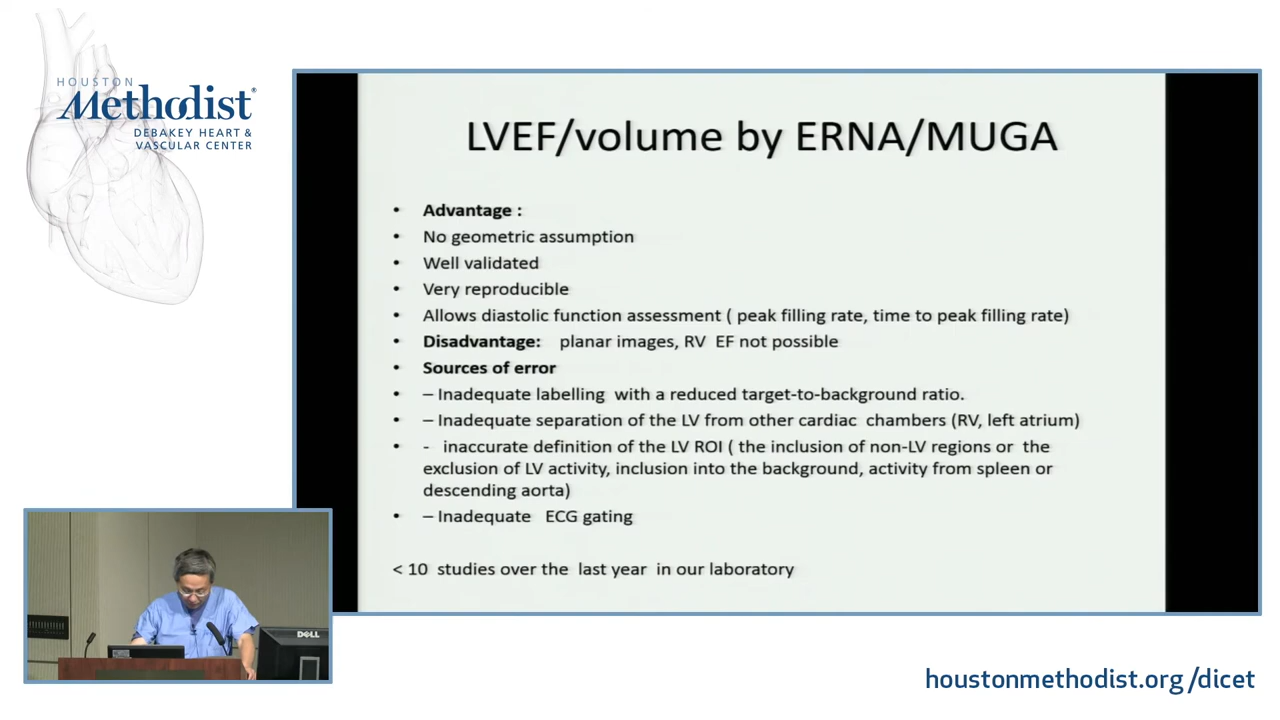 HOUSTON
Methodist®
DEBAKEY HEART &
VASCULAR CENTER
LVEF/volume by ERNA/MUGA
• Advantage :
• No geometric assumption
• Well validated
• Very reproducible
• Allows diastolic function assessment ( peak filling rate, time to peak filling rate)
• Disadvantage: planar images, RV EF not possible
• Sources of error
• – Inadequate labelling with a reduced target-to-background ratio.
• – Inadequate separation of the LV from other cardiac chambers (RV, left atrium)
• - inaccurate definition of the LV ROI ( the inclusion of non-LV regions or the
exclusion of LV activity, inclusion into the background, activity from spleen or
descending aorta)
• – Inadequate ECG gating
< 10 studies over the last year in our laboratory
DELL
houstonmethodist.org/dicet